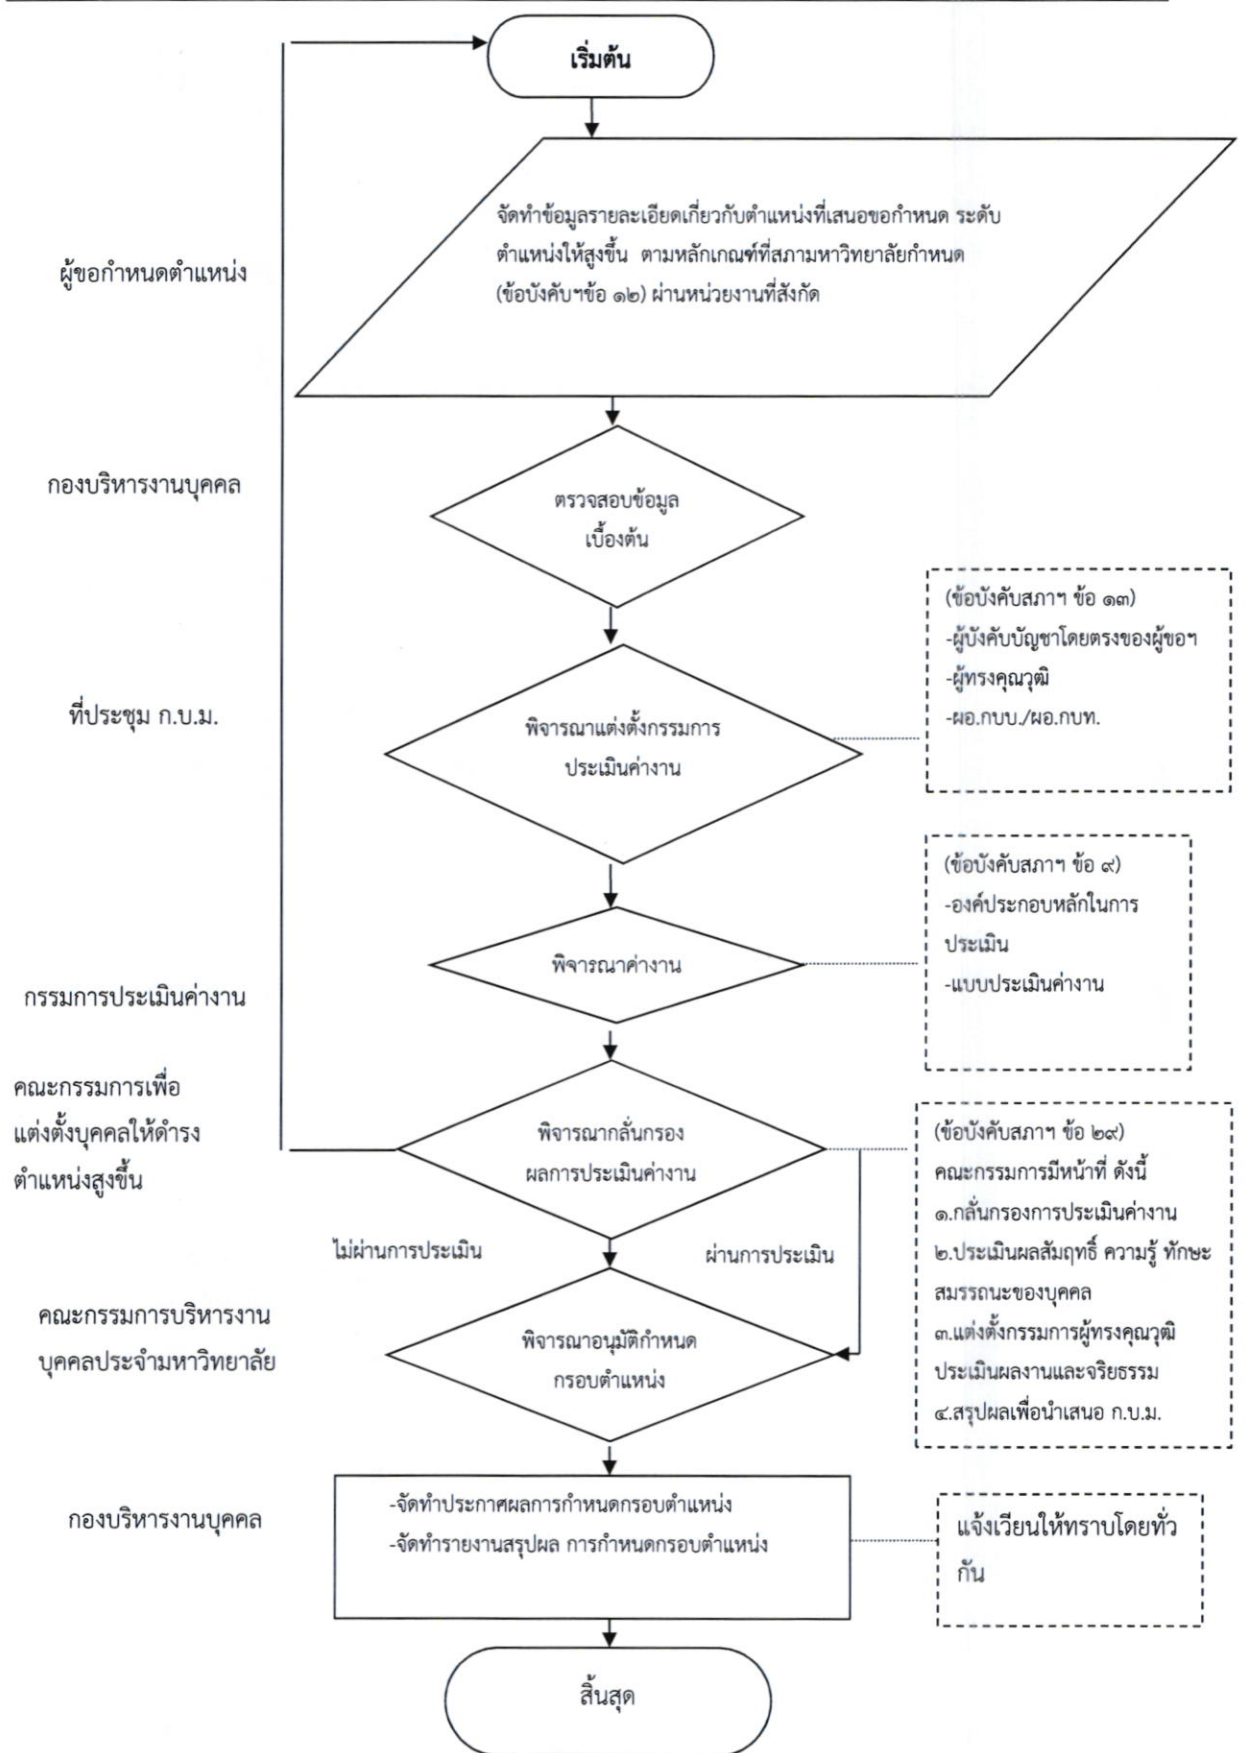 เริ่มต้น
จัดทำข้อมูลรายละเอียดเกี่ยวกับตำแหน่งที่เสนอขอกำหนด ระดับ
ตำแหน่งให้สูงขึ้น ตามหลักเกณฑ์ที่สภามหาวิทยาลัยกำหนด
(ข้อบังคับฯข้อ ๑๒) ผ่านหน่วยงานที่สังกัด
ผู้ขอกำหนดตำแหน่ง
กองบริหารงานบุคคล
ตรวจสอบข้อมูล
เบื้องต้น
ที่ประชุม ก.บ.ม.
พิจารณาแต่งตั้งกรรมการ
ประเมินค่างาน
(ข้อบังคับสภาฯ ข้อ ๑๓)
-ผู้บังคับบัญชาโดยตรงของผู้ขอฯ
-ผู้ทรงคุณวุฒิ
-ผอ.กบบ./ผอ.กบท.
กรรมการประเมินค่างาน
พิจารณาค่างาน
(ข้อบังคับสภาฯ ข้อ ๙)
-องค์ประกอบหลักในการ
ประเมิน
-แบบประเมินค่างาน
คณะกรรมการเพื่อ
แต่งตั้งบุคคลให้ดำรง
ตำแหน่งสูงขึ้น
พิจารณากลั่นกรอง
ผลการประเมินค่างาน
ไม่ผ่านการประเมิน
ผ่านการประเมิน
(ข้อบังคับสภาฯ ข้อ ๒๙)
คณะกรรมการมีหน้าที่ ดังนี้
๑.กลั่นกรองการประเมินค่างาน
๒.ประเมินผลสัมฤทธิ์ ความรู้ ทักษะ
สมรรถนะของบุคคล
๓.แต่งตั้งกรรมการผู้ทรงคุณวุฒิ
ประเมินผลงานและจริยธรรม
๔.สรุปผลเพื่อนำเสนอ ก.บ.ม.
คณะกรรมการบริหารงาน
บุคคลประจำมหาวิทยาลัย
พิจารณาอนุมัติกำหนด
กรอบตำแหน่ง
กองบริหารงานบุคคล
-จัดทำประกาศผลการกำหนดกรอบตำแหน่ง
-จัดทำรายงานสรุปผล การกำหนดกรอบตำแหน่ง
แจ้งเวียนให้ทราบโดยทั่ว
กัน
สิ้นสุด